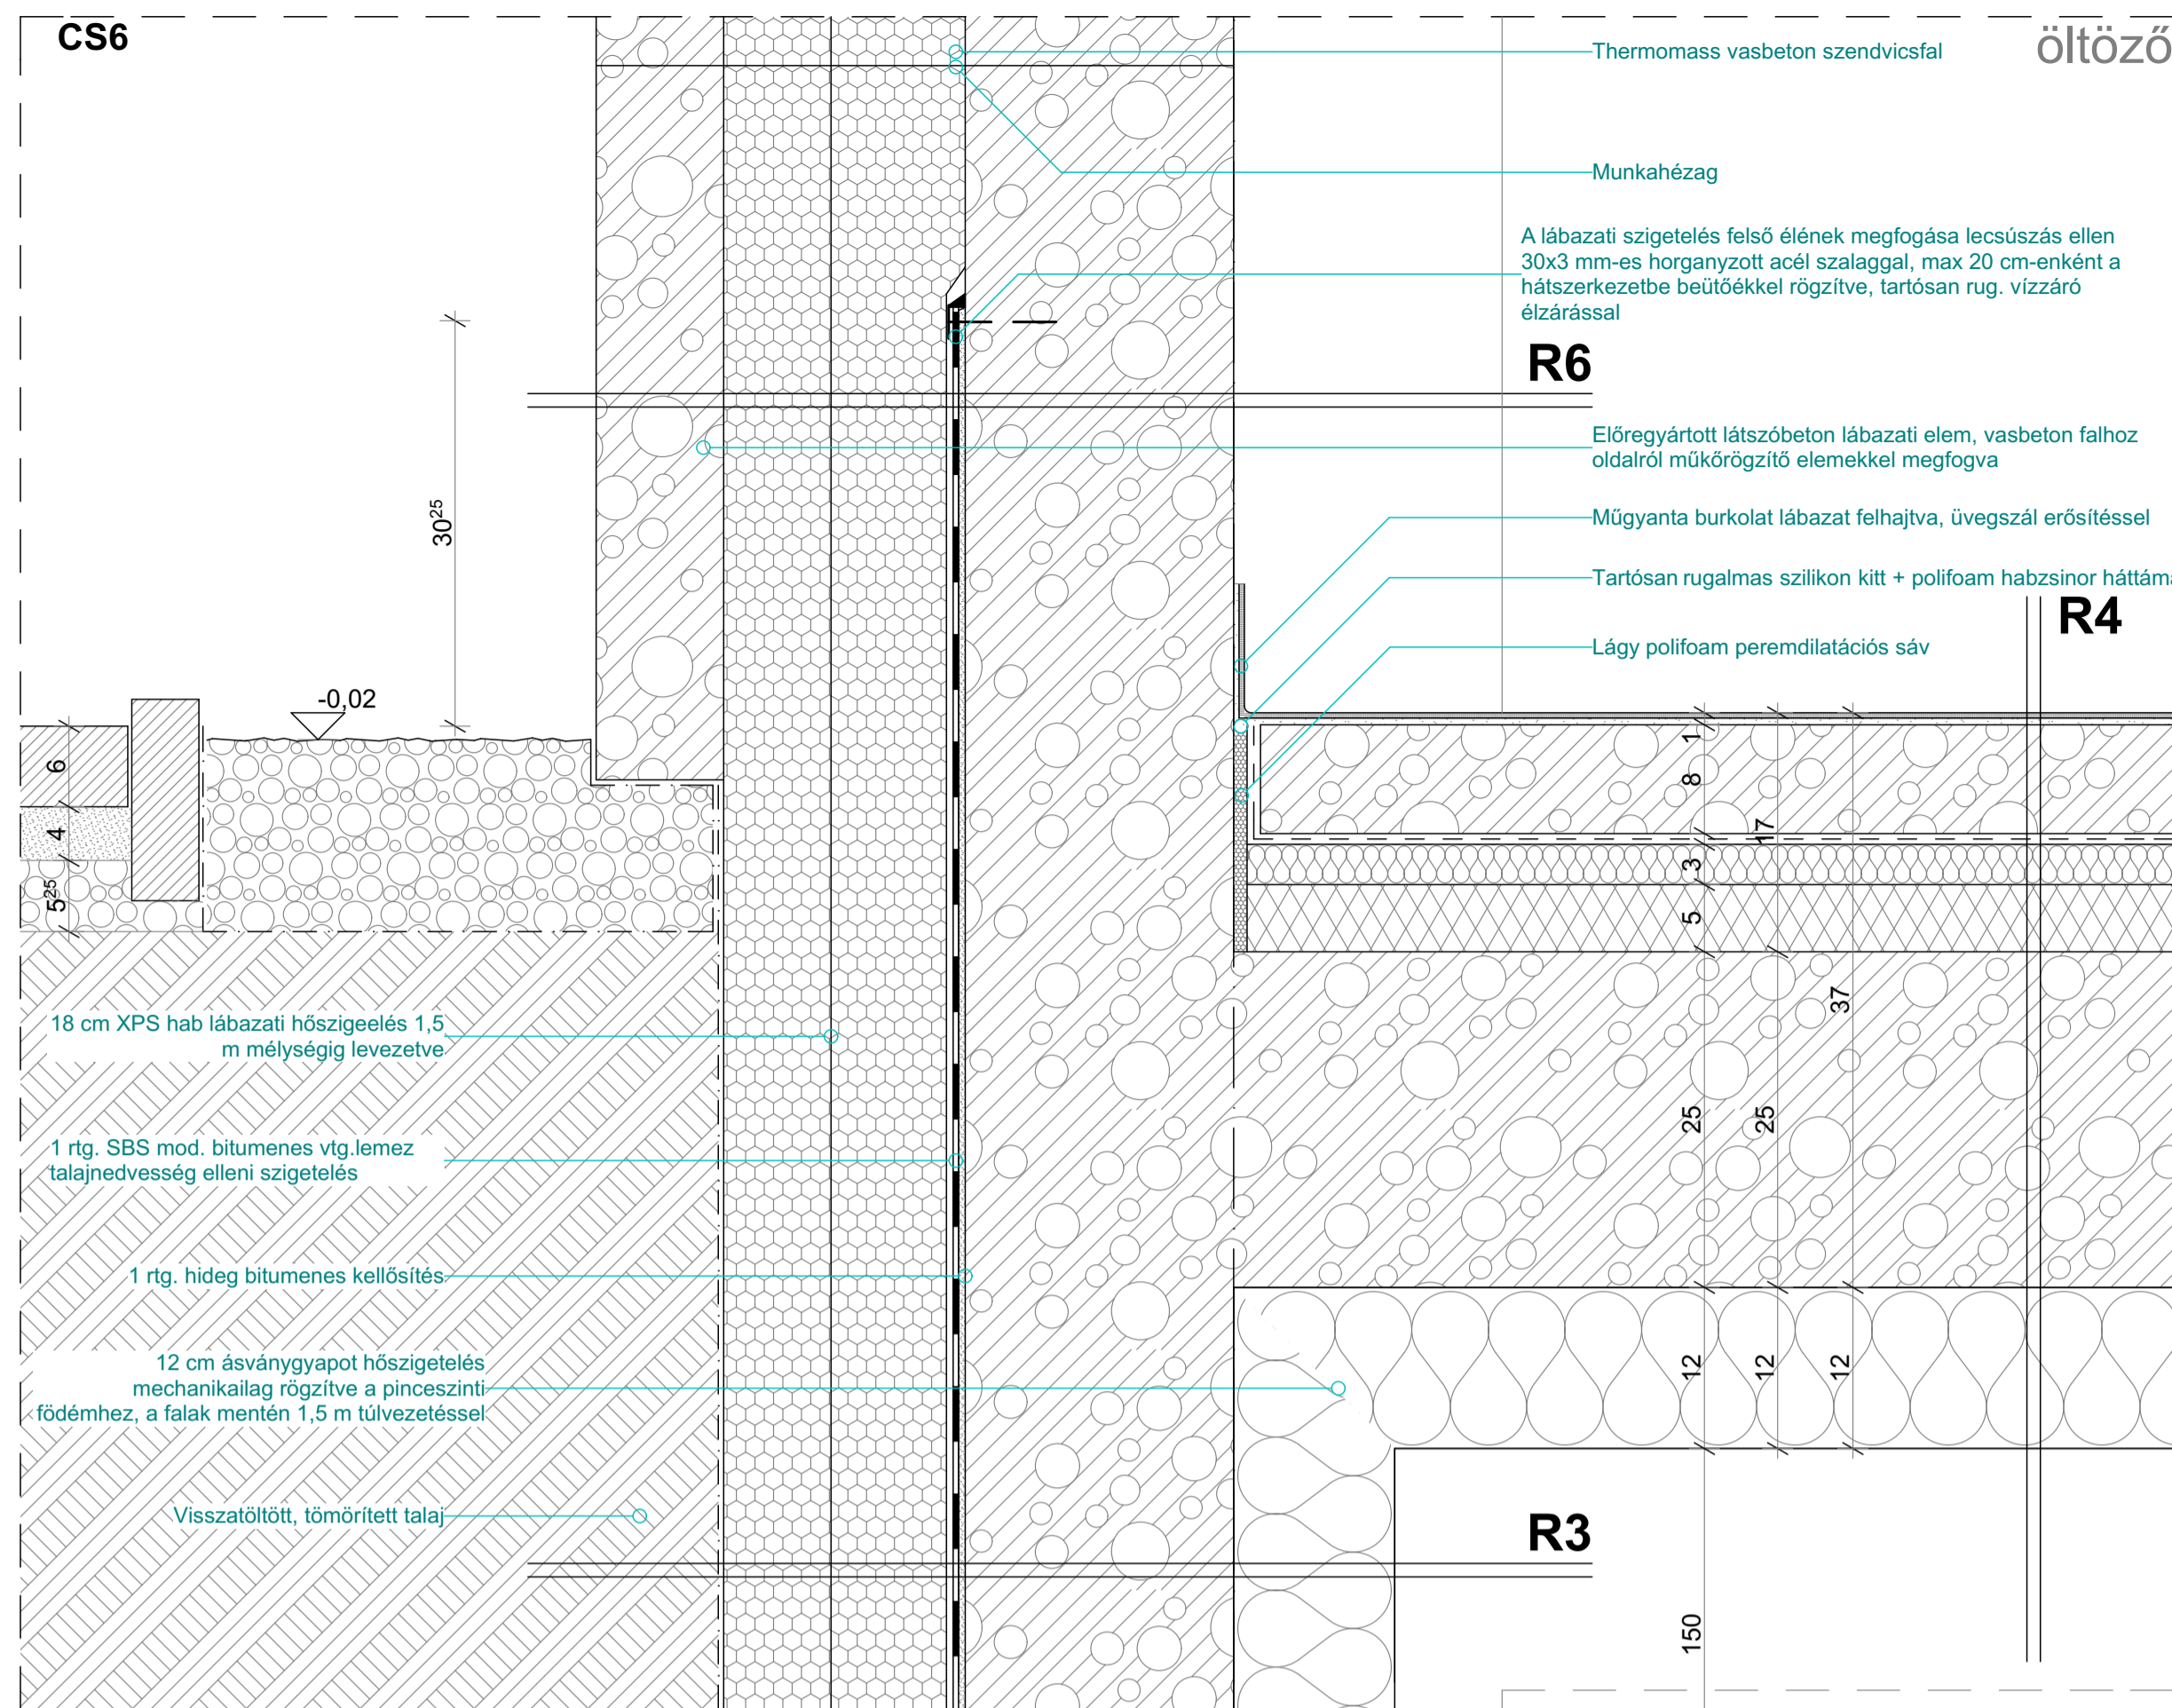 CS6
öltöző
Thermomass vasbeton szendvicsfal
Munkahézag
A lábazati szigetelés felső élének megfogása lecsúszás ellen
30x3 mm-es horganyzott acél szalaggal, max 20 cm-enként a
hátszerkezetbe beütőékkel rögzítve, tartósan rug. vízzáró
élzárással
R6
Előregyártott látszóbeton lábazati elem, vasbeton falhoz
oldalról műkőrögzítő elemekkel megfogva
3025
Műgyanta burkolat lábazat felhajtva, üvegszál erősítéssel
Tartósan rugalmas szilikon kitt + polifoam habzsinor háttáma
R4
Lágy polifoam peremdilatációs sáv
-0,02
6
4
525
1
8
17
3
5
37
25
25
18 cm XPS hab lábazati hőszigeelés 1,5
m mélységig levezetve
1 rtg. SBS mod. bitumenes vtg.lemez
talajnedvesség elleni szigetelés
1 rtg. hideg bitumenes kellősítés
12 cm ásványgyapot hőszigetelés
mechanikailag rögzítve a pinceszinti
födémhez, a falak mentén 1,5 m túlvezetéssel
12
12
12
Visszatöltött, tömörített talaj
R3
150